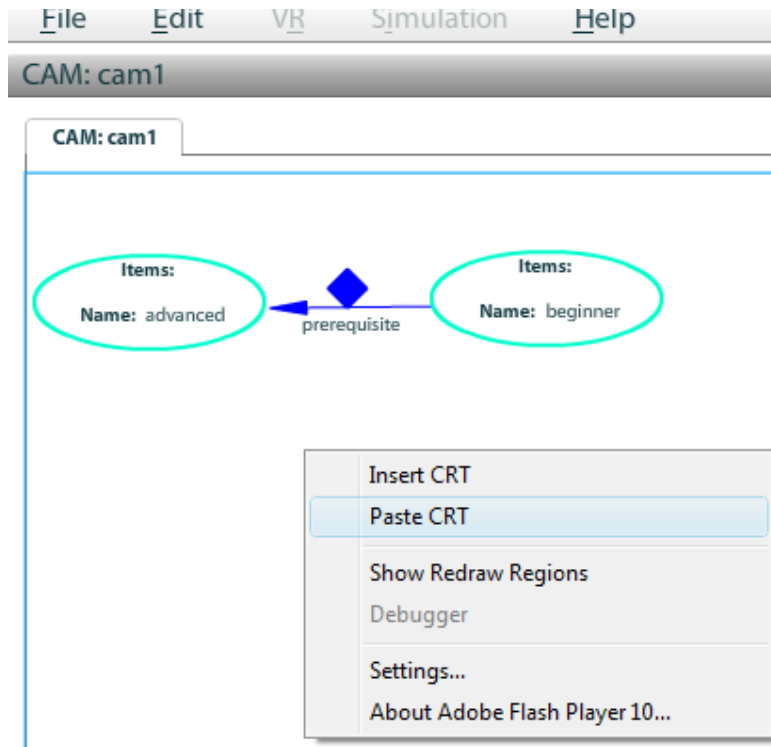 File Edit VR Simulation Help
CAM: cam1
CAM: cam1
Items:
Name: advanced
prerequisite
Items:
Name: beginner
Insert CRT
Paste CRT
Show Redraw Regions
Debugger
Settings...
About Adobe Flash Player 10...